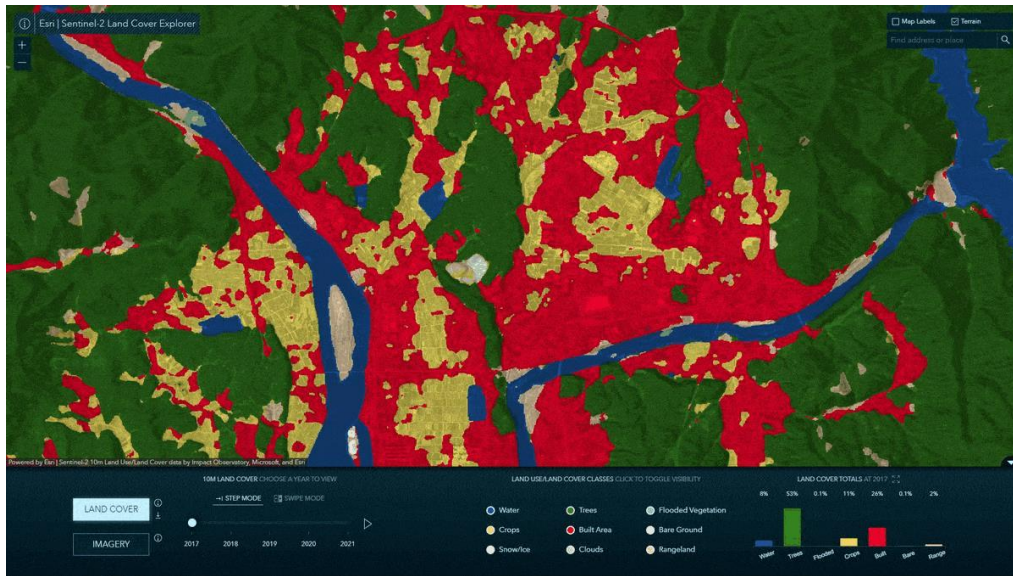 Esri | Sentinel-2 Land Cover Explorer
Map Labels
Terrain
Find address or place
+
−
Powered by Esri | Sentinel-2 10m Land Use/Land Cover data by Impact Observatory, Microsoft, and Esri
10M LAND COVER CHOOSE A YEAR TO VIEW
LAND USE/LAND COVER CLASSES CLICK TO TOGGLE VISIBILITY
LAND COVER TOTALS AT 2017
STEP MODE
SWIPE MODE
LAND COVER
IMAGERY
2017 2018 2019 2020 2021
Water
Trees
Flooded Vegetation
Crops
Built Area
Bare Ground
Snow/Ice
Clouds
Rangeland
8% 53% 0.1% 11% 26% 0.1% 2%
Water Trees Flooded Crops Built Bare Range